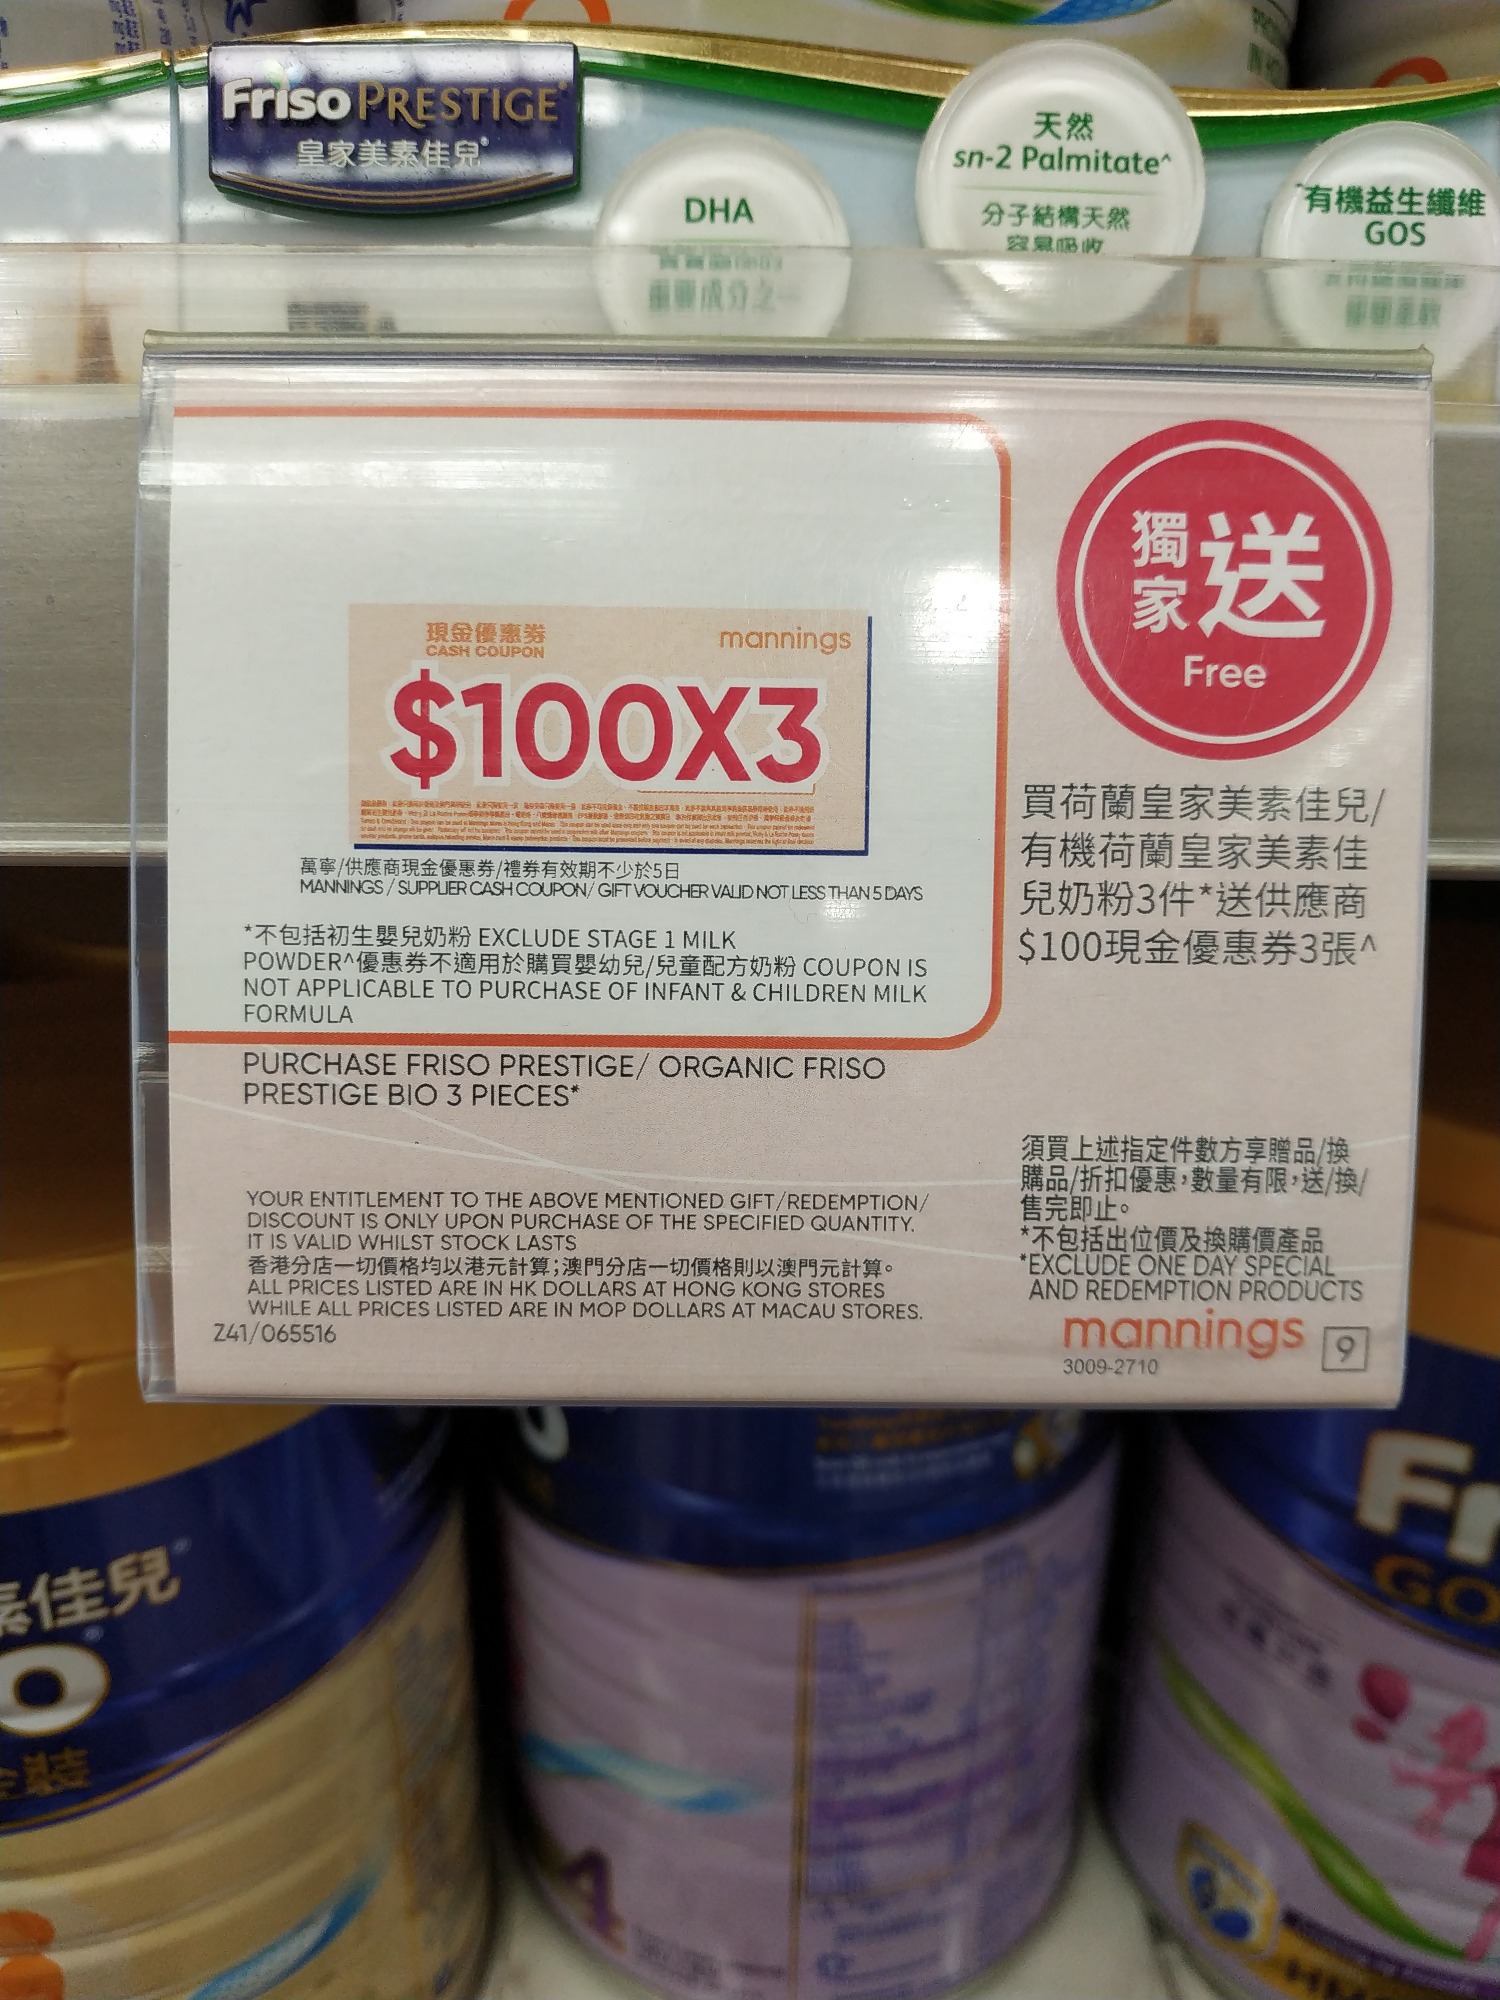 Friso PRESTIGE
皇家美素佳兒
DHA
重要成分之一
天然
sn-2 Palmitate^
分子結構天然
容易吸收
有機益生纖維
GOS
獨家 送
Free
現金優惠券
CASH COUPON
mannings
$100X3
萬寧/供應商現金優惠券/禮券有效期不少於5日
MANNINGS / SUPPLIER CASH COUPON/ GIFT VOUCHER VALID NOT LESS THAN 5 DAYS
*不包括初生嬰兒奶粉 EXCLUDE STAGE 1 MILK
POWDER^優惠券不適用於購買嬰幼兒/兒童配方奶粉 COUPON IS
NOT APPLICABLE TO PURCHASE OF INFANT & CHILDREN MILK
FORMULA
買荷蘭皇家美素佳兒/
有機荷蘭皇家美素佳
兒奶粉3件*送供應商
$100現金優惠券3張^
PURCHASE FRISO PRESTIGE/ ORGANIC FRISO
PRESTIGE BIO 3 PIECES*
YOUR ENTITLEMENT TO THE ABOVE MENTIONED GIFT/REDEMPTION/
DISCOUNT IS ONLY UPON PURCHASE OF THE SPECIFIED QUANTITY.
IT IS VALID WHILST STOCK LASTS
香港分店一切價格均以港元計算;澳門分店一切價格則以澳門元計算。
ALL PRICES LISTED ARE IN HK DOLLARS AT HONG KONG STORES
WHILE ALL PRICES LISTED ARE IN MOP DOLLARS AT MACAU STORES.
Z41/065516
須買上述指定件數方享贈品/換
購品/折扣優惠,數量有限,送/換/
售完即止。
*不包括出位價及換購價產品
*EXCLUDE ONE DAY SPECIAL
AND REDEMPTION PRODUCTS
mannings 9
3009-2710
素佳兒
4